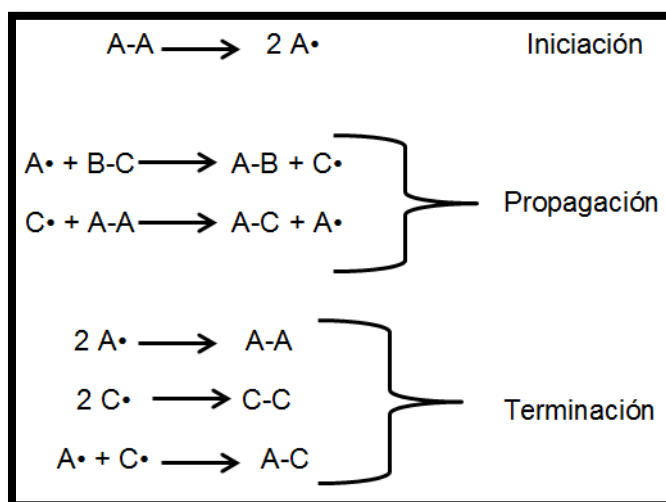 A-A ⟶ 2 A• Iniciación
A• + B-C ⟶ A-B + C•
C• + A-A ⟶ A-C + A•
Propagación
2 A• ⟶ A-A
2 C• ⟶ C-C
A• + C• ⟶ A-C
Terminación